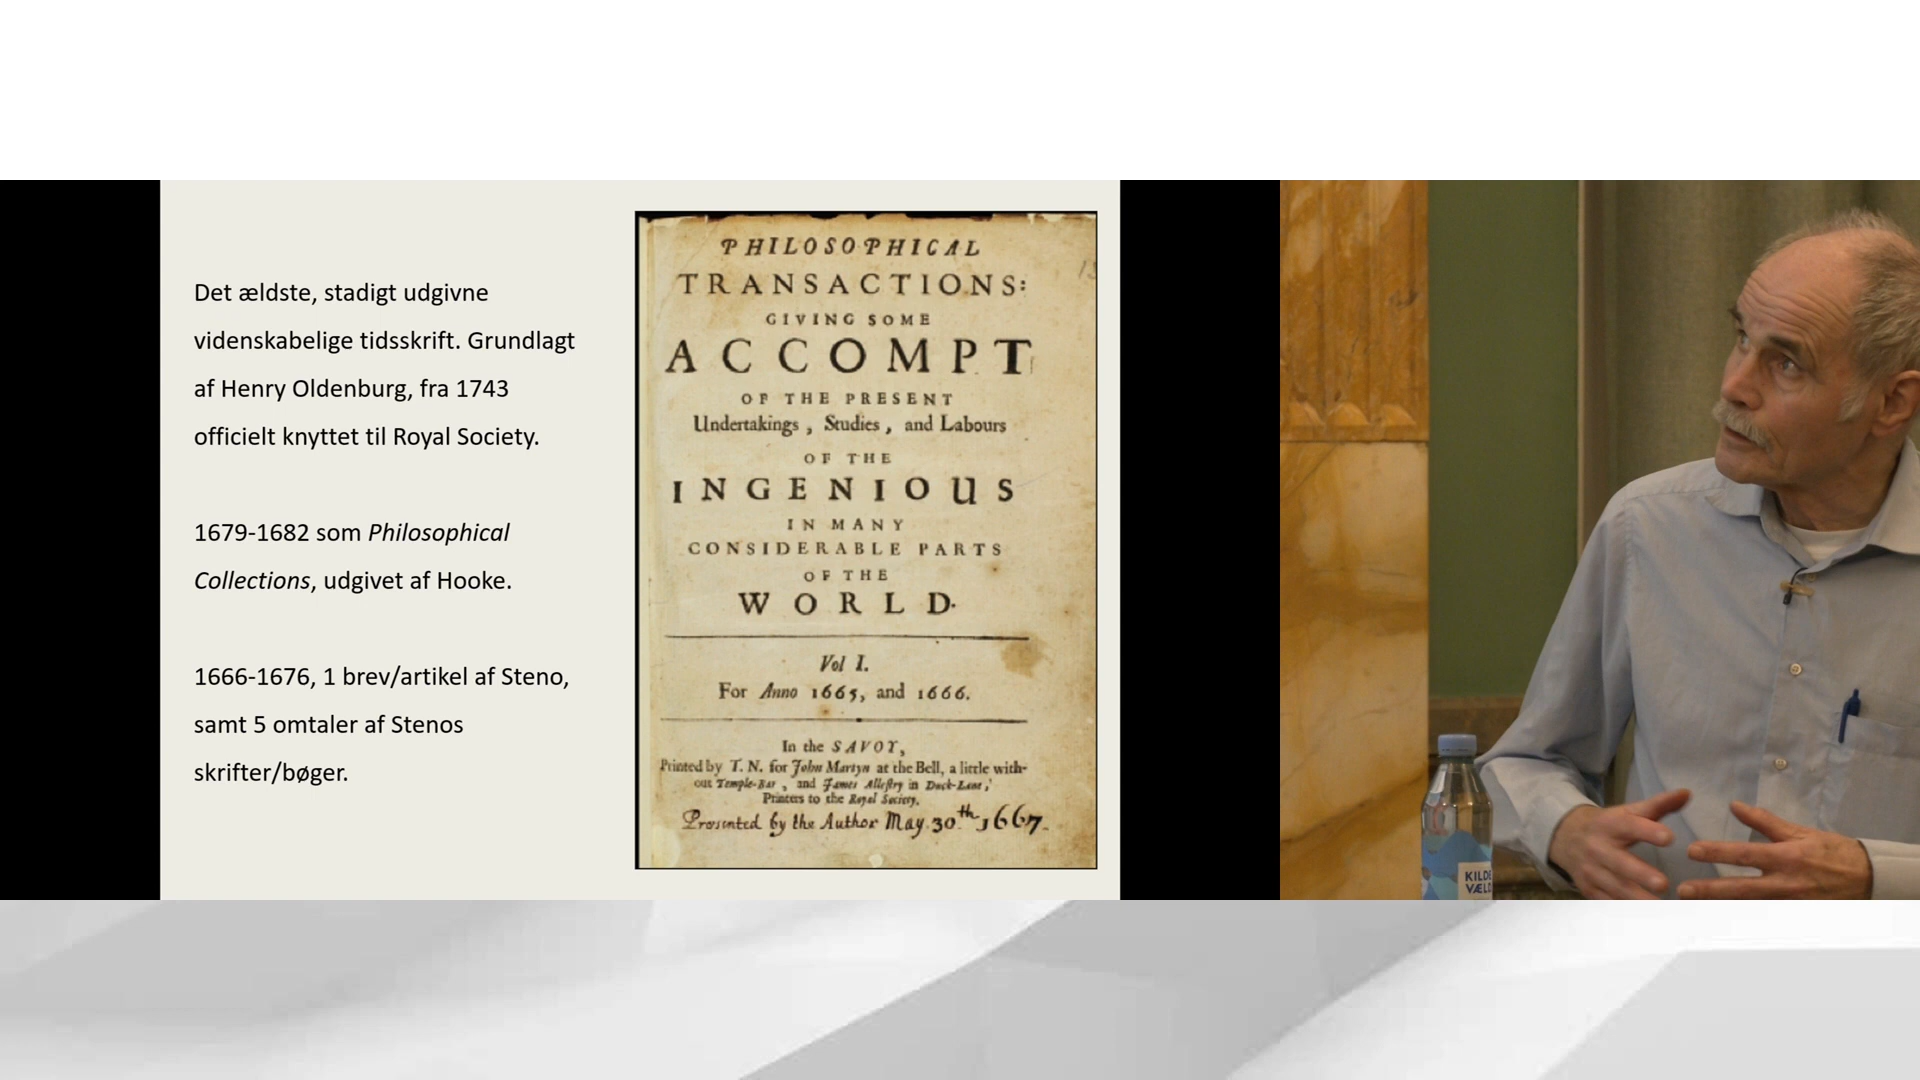 Det ældste, stadigt udgivne
videnskabelige tidsskrift. Grundlagt
af Henry Oldenburg, fra 1743
officielt knyttet til Royal Society.
1679-1682 som Philosophical
Collections, udgivet af Hooke.
1666-1676, 1 brev/artikel af Steno,
samt 5 omtaler af Stenos
skrifter/bøger.
PHILOSOPHICAL
TRANSACTIONS:
GIVING SOME
ACCOMPT
OF THE PRESENT
Undertakings, Studies, and Labours
OF THE
INGENIOUS
IN MANY
CONSIDERABLE PARTS
OF THE
WORLD.
Vol I.
For Anno 1665, and 1666.
In the SAVOY,
Printed by T. N. for John Martyn at the Bell, a little with-
out Temple-Bar, and James Allestry in Duck-Lane,
Printers to the Royal Society.
Presented by the Author May. 30th 1667.
KILDE
VÆLD